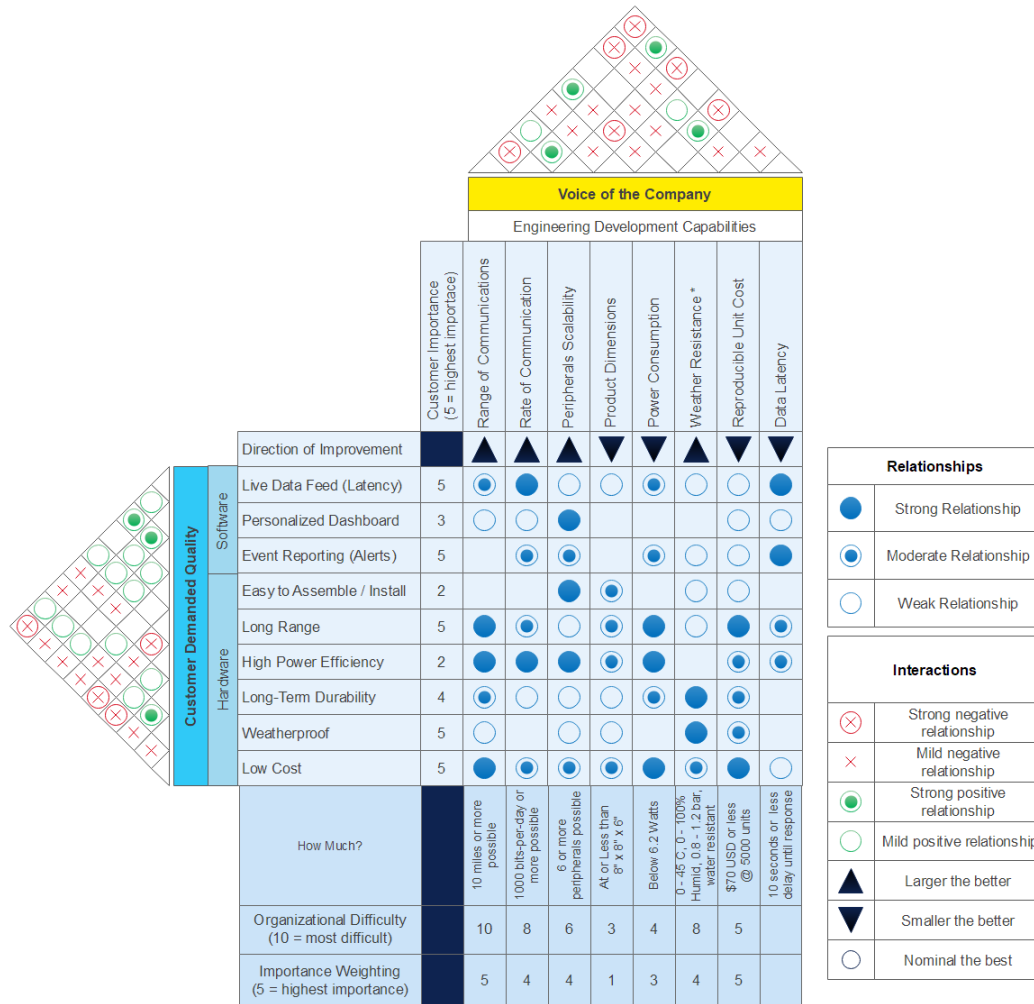 Voice of the Company
Engineering Development Capabilities
Customer Importance
(5 = highest importace)
Range of Communications
Rate of Communication
Peripherals Scalability
Product Dimensions
Power Consumption
Weather Resistance *
Reproducible Unit Cost
Data Latency
Direction of Improvement
Customer Demanded Quality
Software
Live Data Feed (Latency) 5
Personalized Dashboard 3
Event Reporting (Alerts) 5
Hardware
Easy to Assemble / Install 2
Long Range 5
High Power Efficiency 2
Long-Term Durability 4
Weatherproof 5
Low Cost 5
How Much?
10 miles or more
possible
1000 bits-per-day or
more possible
6 or more
peripherals possible
At or Less than
8" x 8" x 6"
Below 6.2 Watts
0 - 45 C, 0 - 100%
Humid, 0.8 - 1.2 bar,
water resistant
$70 USD or less
@ 5000 units
10 seconds or less
delay until response
Organizational Difficulty
(10 = most difficult)
10 8 6 3 4 8 5
Importance Weighting
(5 = highest importance)
5 4 4 1 3 4 5
Relationships
Strong Relationship
Moderate Relationship
Weak Relationship
Interactions
Strong negative
relationship
Mild negative
relationship
Strong positive
relationship
Mild positive relationship
Larger the better
Smaller the better
Nominal the best